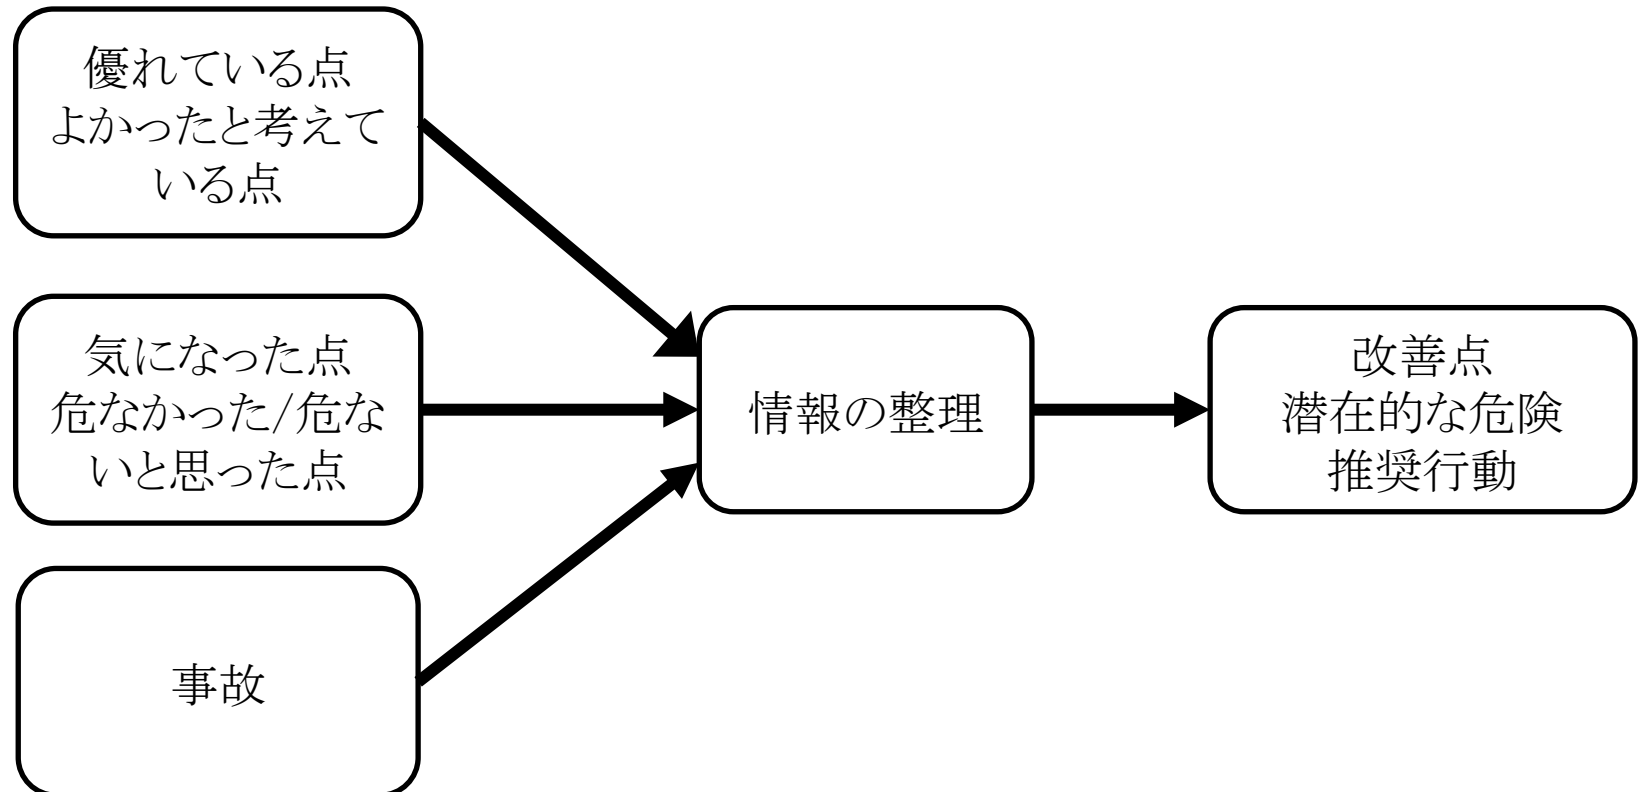 優れている点
よかったと考えて
いる点
気になった点
危なかった/危な
いと思った点
事故
情報の整理
改善点
潜在的な危険
推奨行動